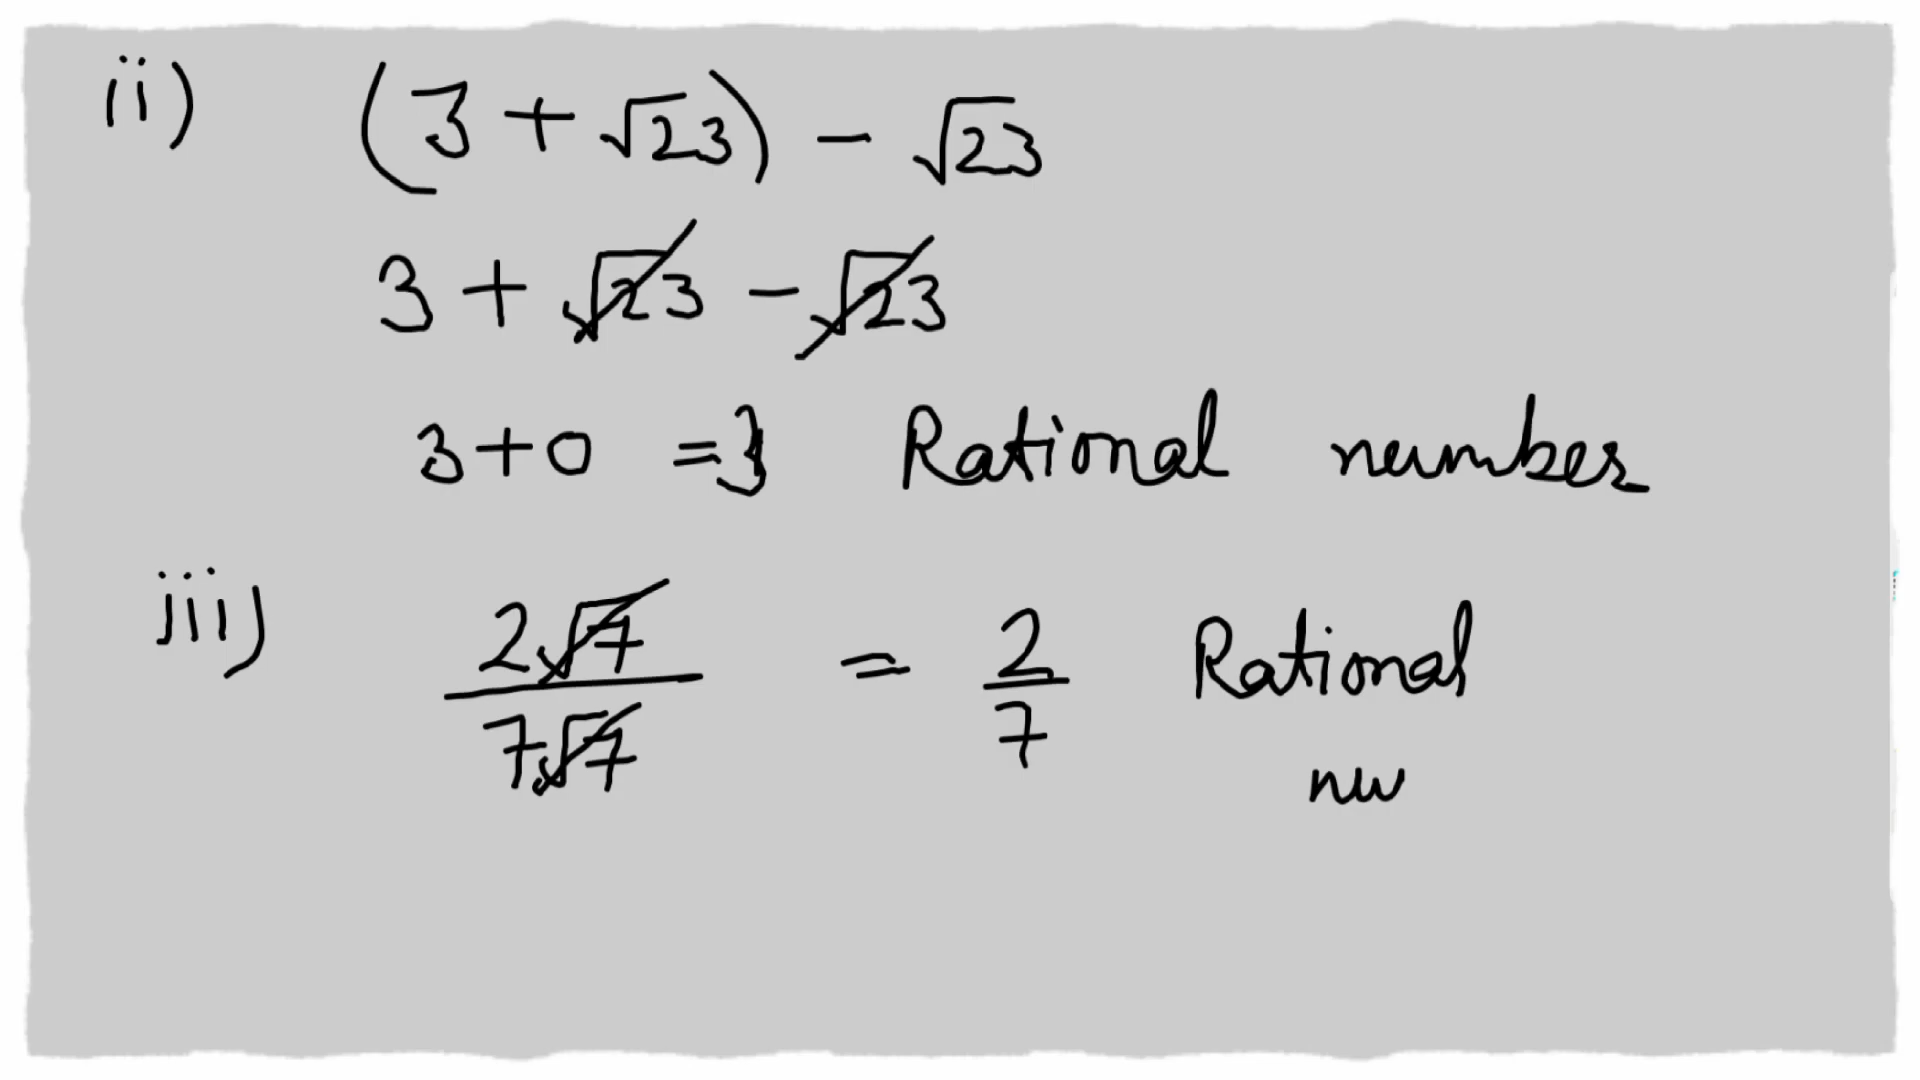 ii) (3 + √23) - √23
3 + √23 - √23
3 + 0 = 3 Rational number
iii) 2√7 / 7√7 = 2/7 Rational
nu